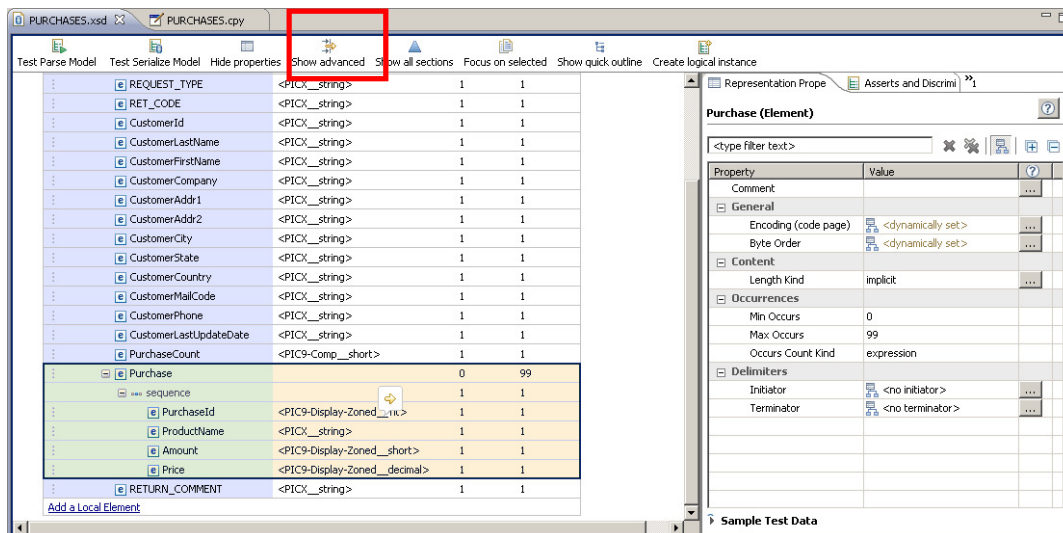 PURCHASES.xsd PURCHASES.cpy
Test Parse Model Test Serialize Model Hide properties Show advanced Show all sections Focus on selected Show quick outline Create logical instance
REQUEST_TYPE <PICX__string> 1 1
RET_CODE <PICX__string> 1 1
CustomerId <PICX__string> 1 1
CustomerLastName <PICX__string> 1 1
CustomerFirstName <PICX__string> 1 1
CustomerCompany <PICX__string> 1 1
CustomerAddr1 <PICX__string> 1 1
CustomerAddr2 <PICX__string> 1 1
CustomerCity <PICX__string> 1 1
CustomerState <PICX__string> 1 1
CustomerCountry <PICX__string> 1 1
CustomerMailCode <PICX__string> 1 1
CustomerPhone <PICX__string> 1 1
CustomerLastUpdateDate <PICX__string> 1 1
PurchaseCount <PIC9-Comp__short> 1 1
Purchase 0 99
sequence 1 1
PurchaseId <PIC9-Display-Zoned 1 1
ProductName <PICX__string> 1 1
Amount <PIC9-Display-Zoned__short> 1 1
Price <PIC9-Display-Zoned__decimal> 1 1
RETURN_COMMENT <PICX__string> 1 1
Add a Local Element
Representation Prope Asserts and Discrimi »1
Purchase (Element)
<type filter text>
Property Value
Comment ...
General
Encoding (code page) <dynamically set> ...
Byte Order <dynamically set> ...
Content
Length Kind implicit ...
Occurrences
Min Occurs 0
Max Occurs 99
Occurs Count Kind expression
Delimiters
Initiator <no initiator> ...
Terminator <no terminator> ...
Sample Test Data